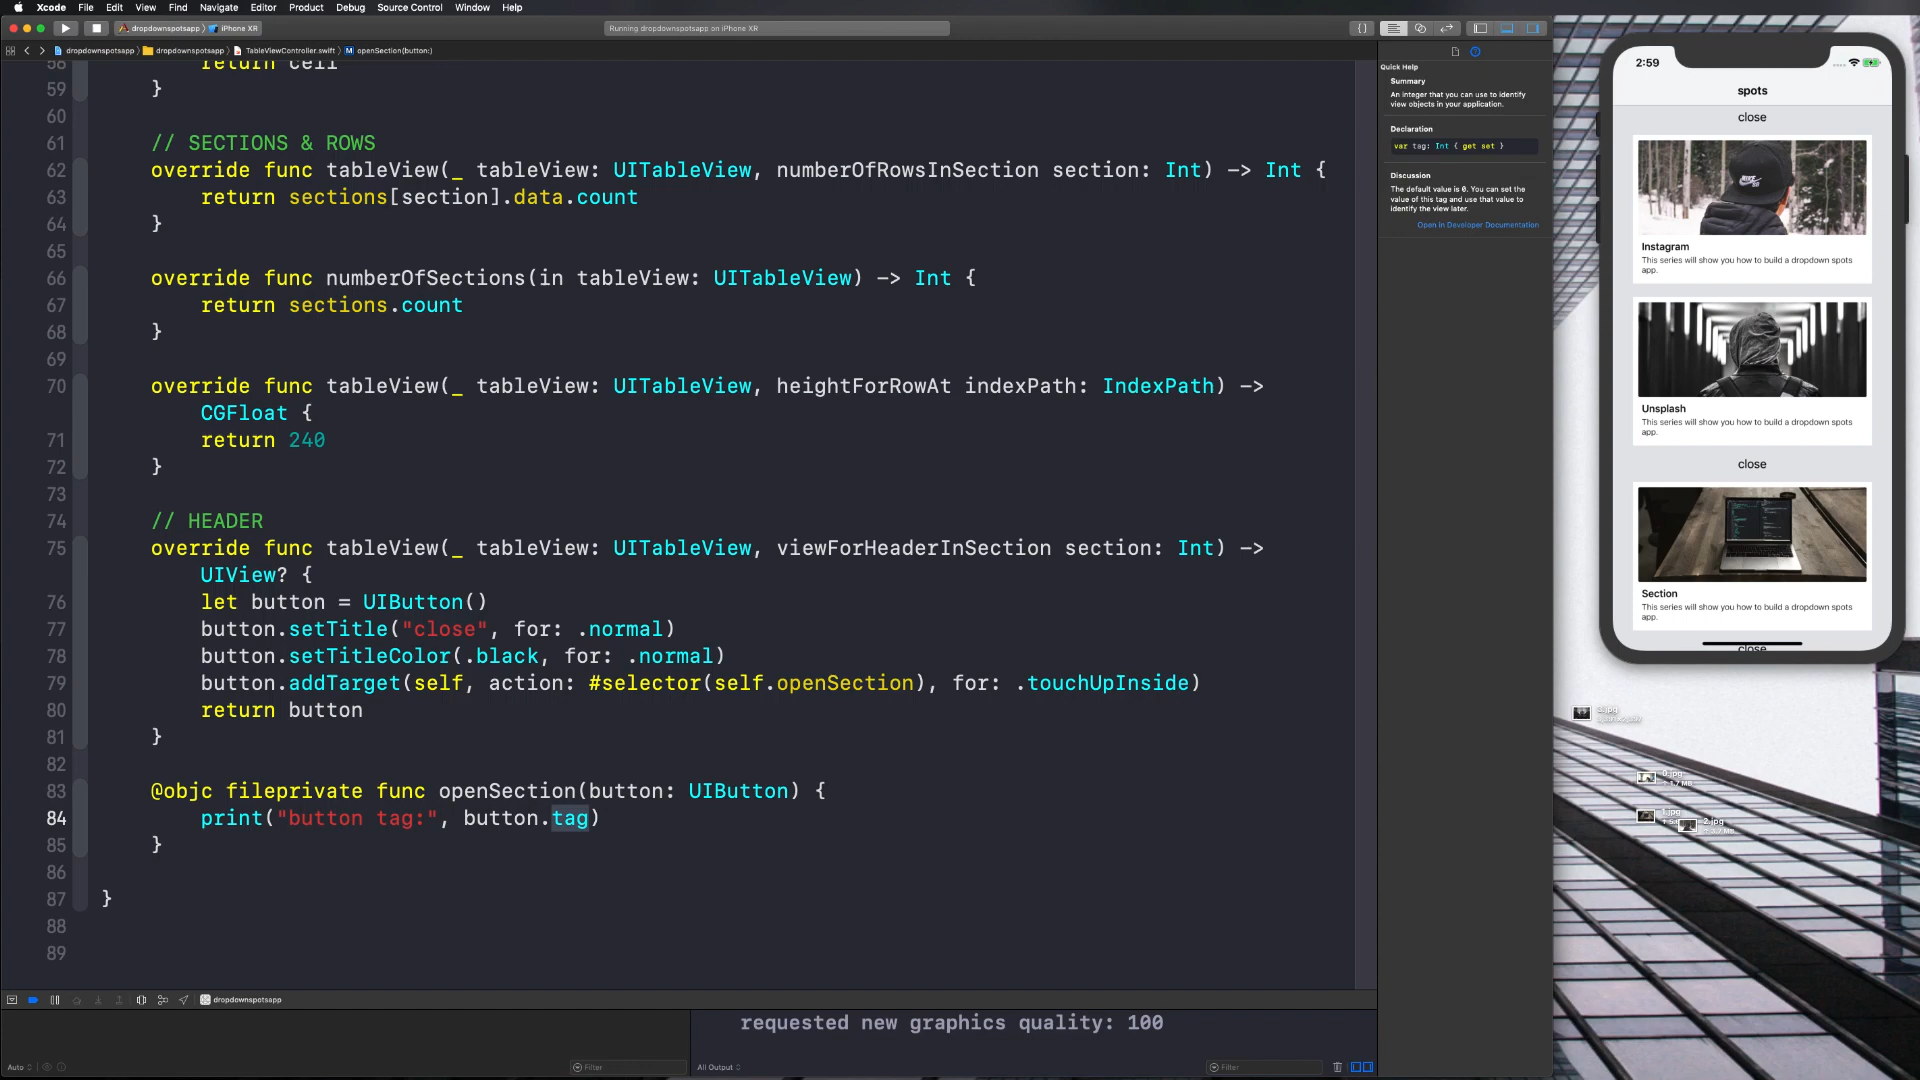 Xcode File Edit View Find Navigate Editor Product Debug Source Control Window Help
dropdownspotsapp iPhone XR
Running dropdownspotsapp on iPhone XR
dropdownspotsapp dropdownspotsapp TableViewController.swift M openSection(button:)
58 return cell
59 }
60
61 // SECTIONS & ROWS
62 override func tableView(_ tableView: UITableView, numberOfRowsInSection section: Int) -> Int {
63 return sections[section].data.count
64 }
65
66 override func numberOfSections(in tableView: UITableView) -> Int {
67 return sections.count
68 }
69
70 override func tableView(_ tableView: UITableView, heightForRowAt indexPath: IndexPath) ->
CGFloat {
71 return 240
72 }
73
74 // HEADER
75 override func tableView(_ tableView: UITableView, viewForHeaderInSection section: Int) ->
UIView? {
76 let button = UIButton()
77 button.setTitle("close", for: .normal)
78 button.setTitleColor(.black, for: .normal)
79 button.addTarget(self, action: #selector(self.openSection), for: .touchUpInside)
80 return button
81 }
82
83 @objc fileprivate func openSection(button: UIButton) {
84 print("button tag:", button.tag)
85 }
86
87 }
88
89
dropdownspotsapp
requested new graphics quality: 100
Auto
Filter
All Output
Filter
Quick Help
Summary
An integer that you can use to identify
view objects in your application.
Declaration
var tag: Int { get set }
Discussion
The default value is 0. You can set the
value of this tag and use that value to
identify the view later.
Open in Developer Documentation
2:59
spots
close
Instagram
This series will show you how to build a dropdown spots
app.
Unsplash
This series will show you how to build a dropdown spots
app.
close
Section
This series will show you how to build a dropdown spots
app.
close
3.jpg
0.jpg
1.jpg
2.jpg